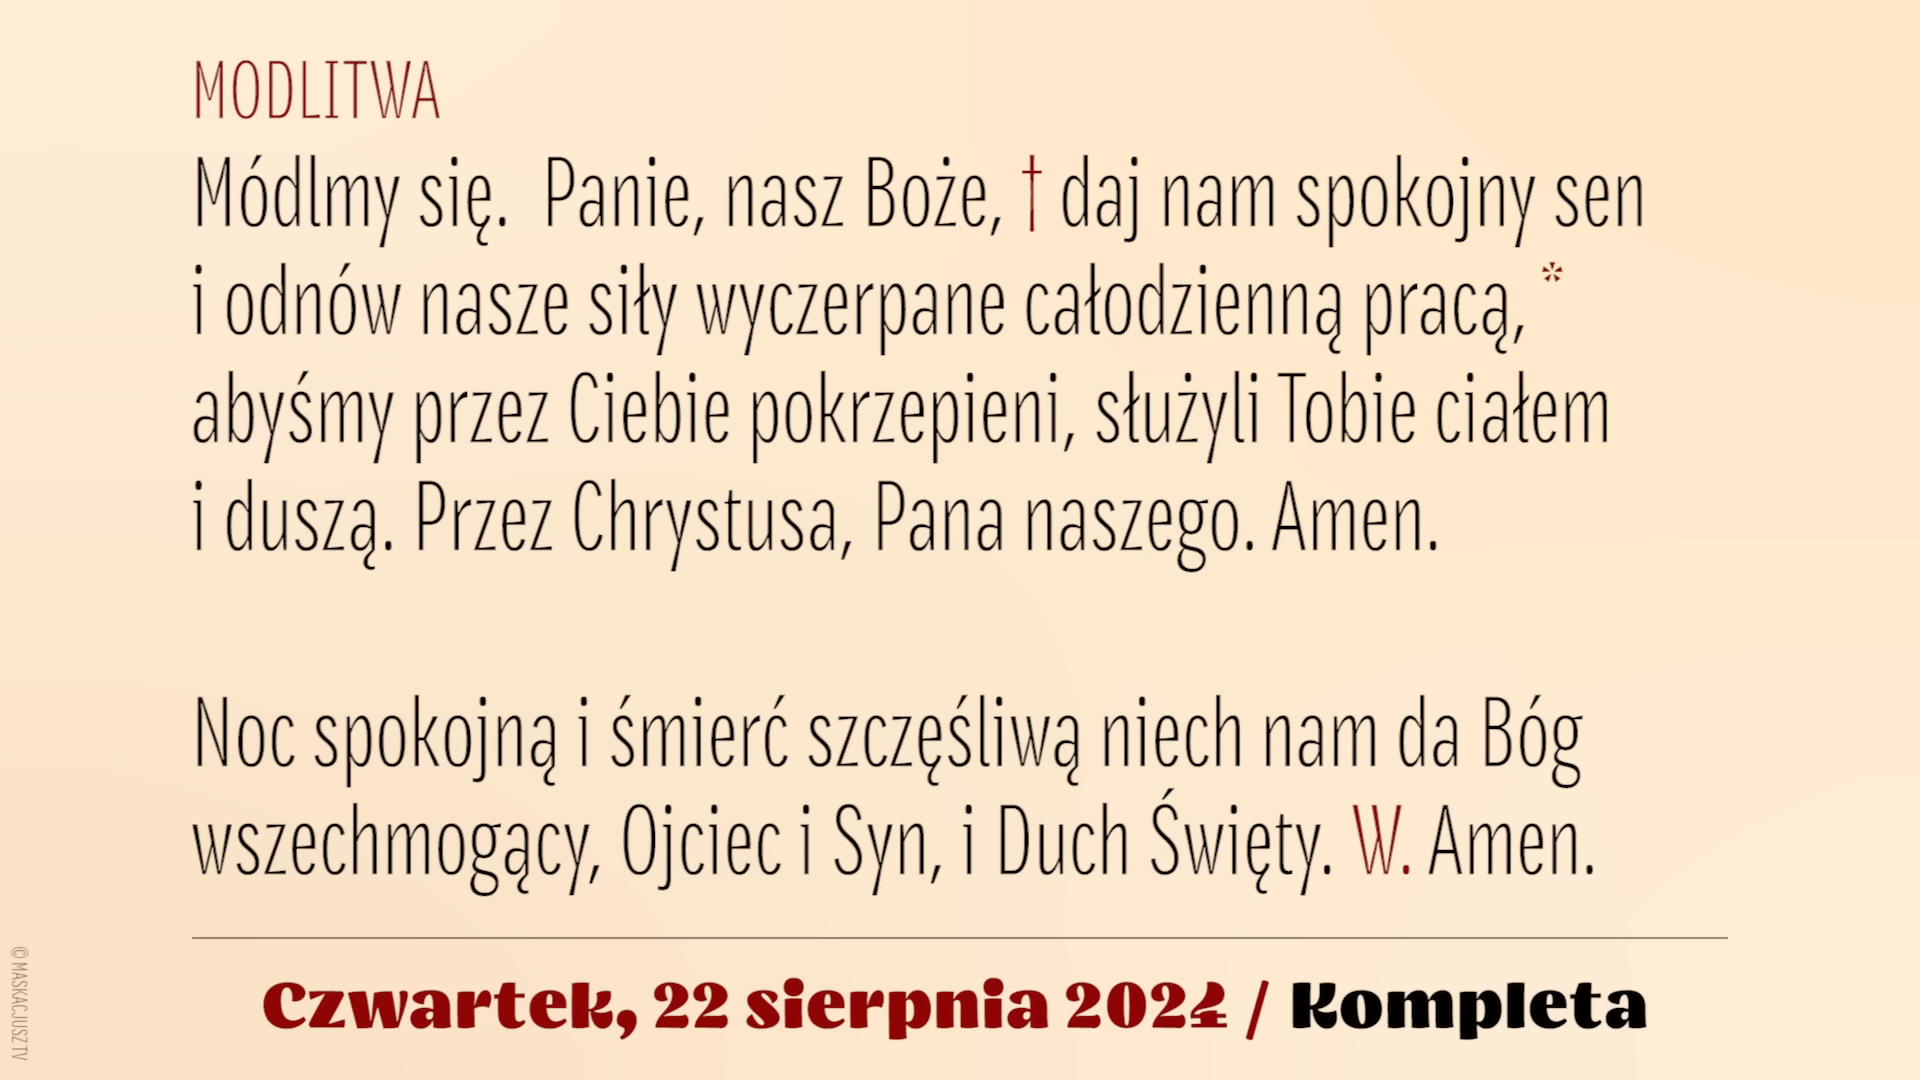 MODLITWA
Módlmy się.  Panie, nasz Boże, † daj nam spokojny sen
i odnów nasze siły wyczerpane całodzienną pracą, *
abyśmy przez Ciebie pokrzepieni, służyli Tobie ciałem
i duszą. Przez Chrystusa, Pana naszego. Amen.
Noc spokojną i śmierć szczęśliwą niech nam da Bóg
wszechmogący, Ojciec i Syn, i Duch Święty. W. Amen.
Czwartek, 22 sierpnia 2024 / Kompleta
© MASKACJUSZ TV